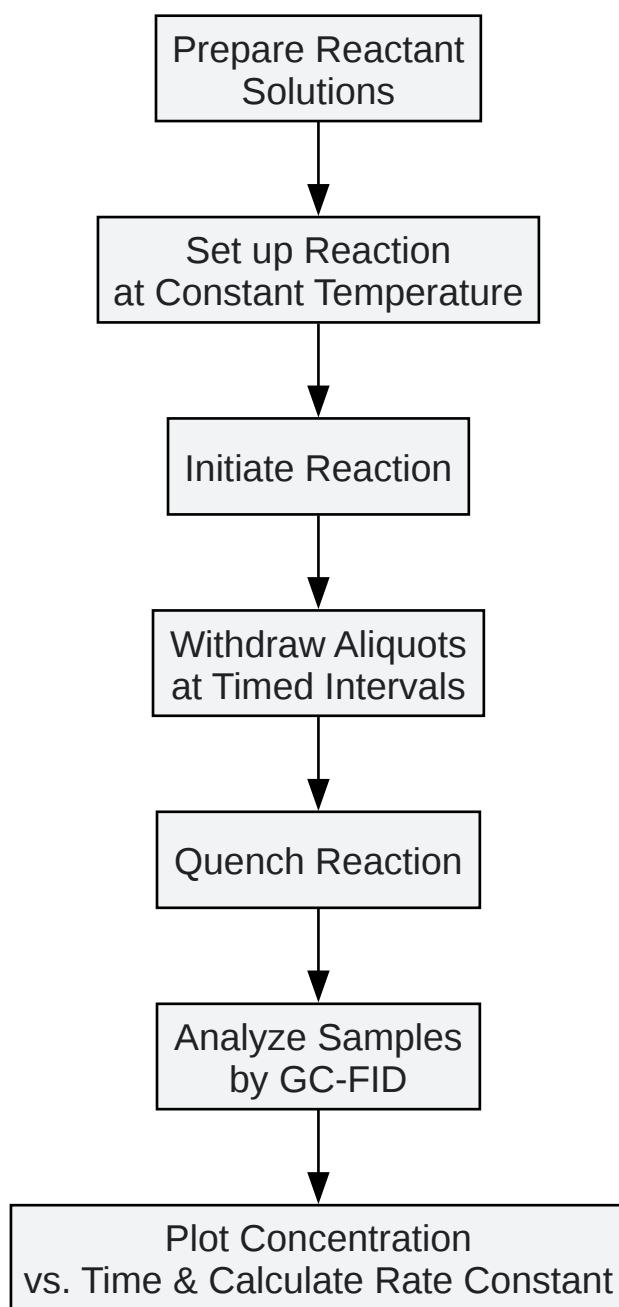 Prepare Reactant
Solutions
Set up Reaction
at Constant Temperature
Initiate Reaction
Withdraw Aliquots
at Timed Intervals
Quench Reaction
Analyze Samples
by GC-FID
Plot Concentration
vs. Time & Calculate Rate Constant